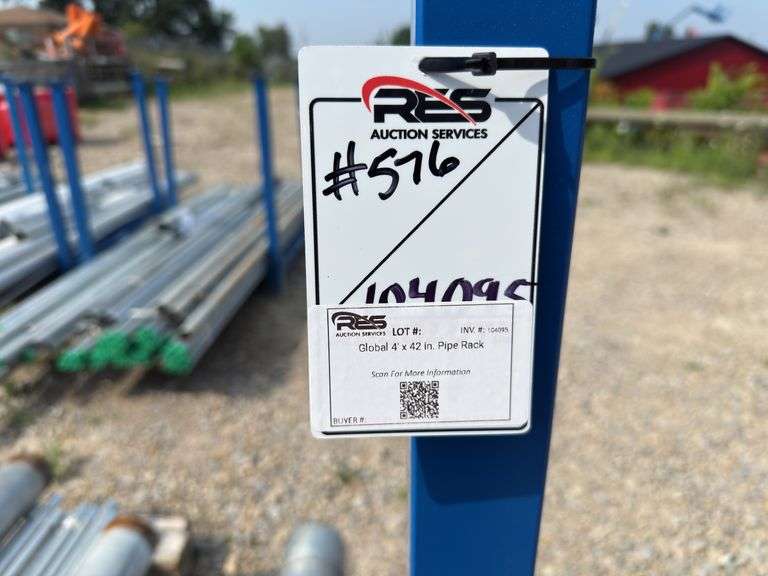 RES
AUCTION SERVICES
#576
104095
RES
AUCTION SERVICES
LOT #:
INV. #: 104095
Global 4' x 42 in. Pipe Rack
Scan For More Information
BUYER #: